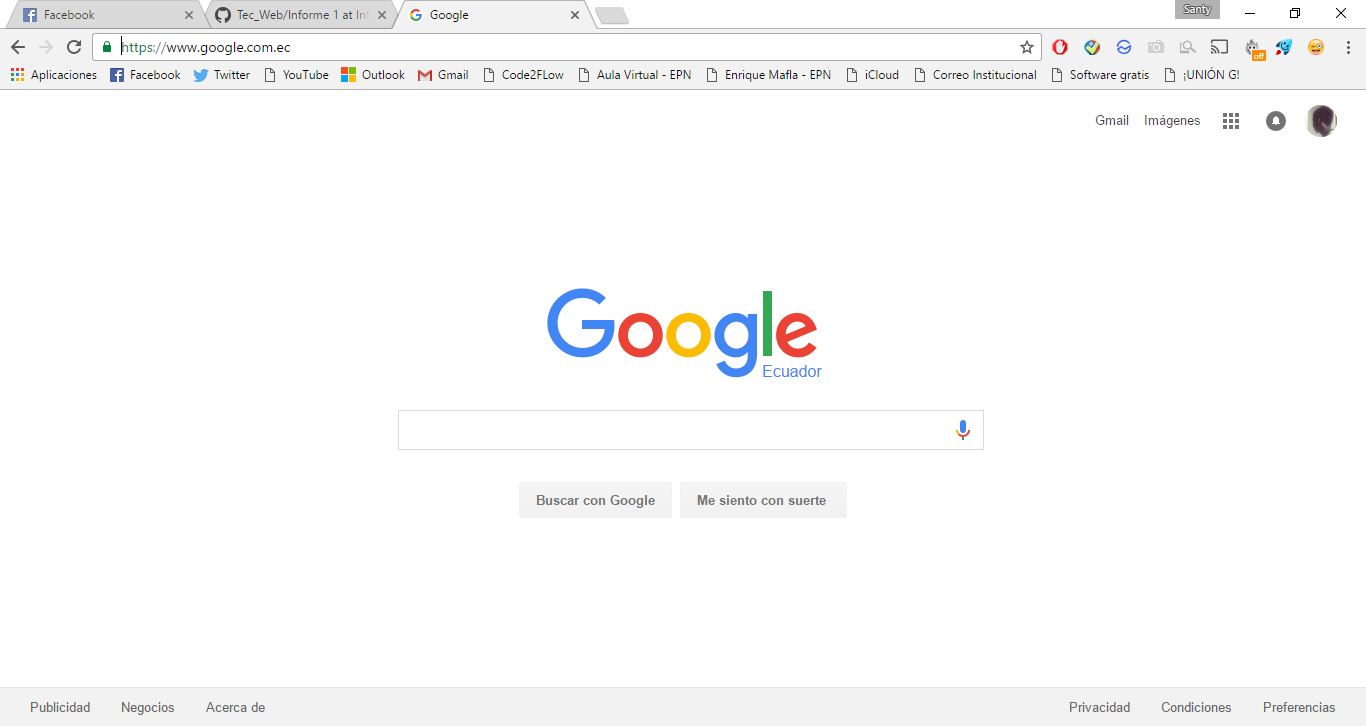 Facebook Tec_Web/Informe 1 at In Google Santy
https://www.google.com.ec
Aplicaciones Facebook Twitter YouTube Outlook Gmail Code2FLow Aula Virtual - EPN Enrique Mafla - EPN iCloud Correo Institucional Software gratis ¡UNIÓN G! off
Gmail Imágenes
Google
Ecuador
Buscar con Google Me siento con suerte
Publicidad Negocios Acerca de Privacidad Condiciones Preferencias